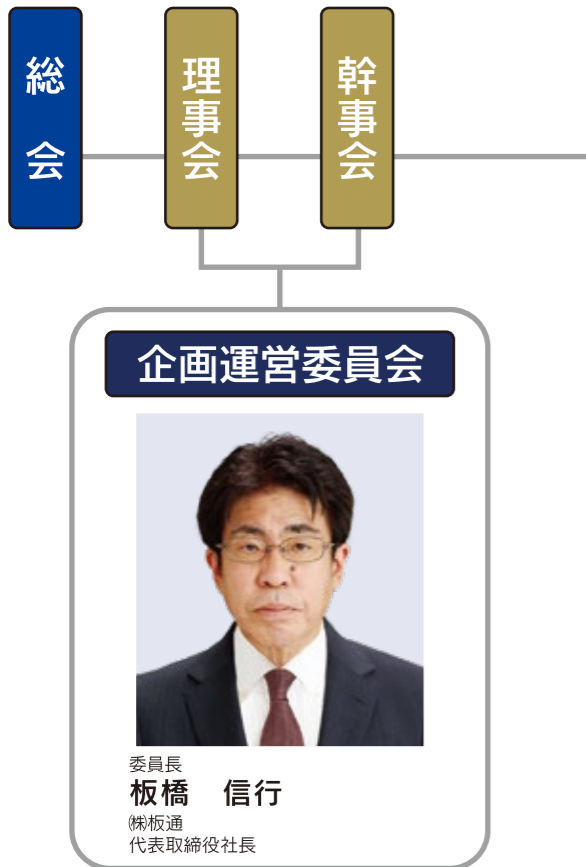 総会
理事会
幹事会
企画運営委員会
委員長
板橋　信行
㈱板通
代表取締役社長